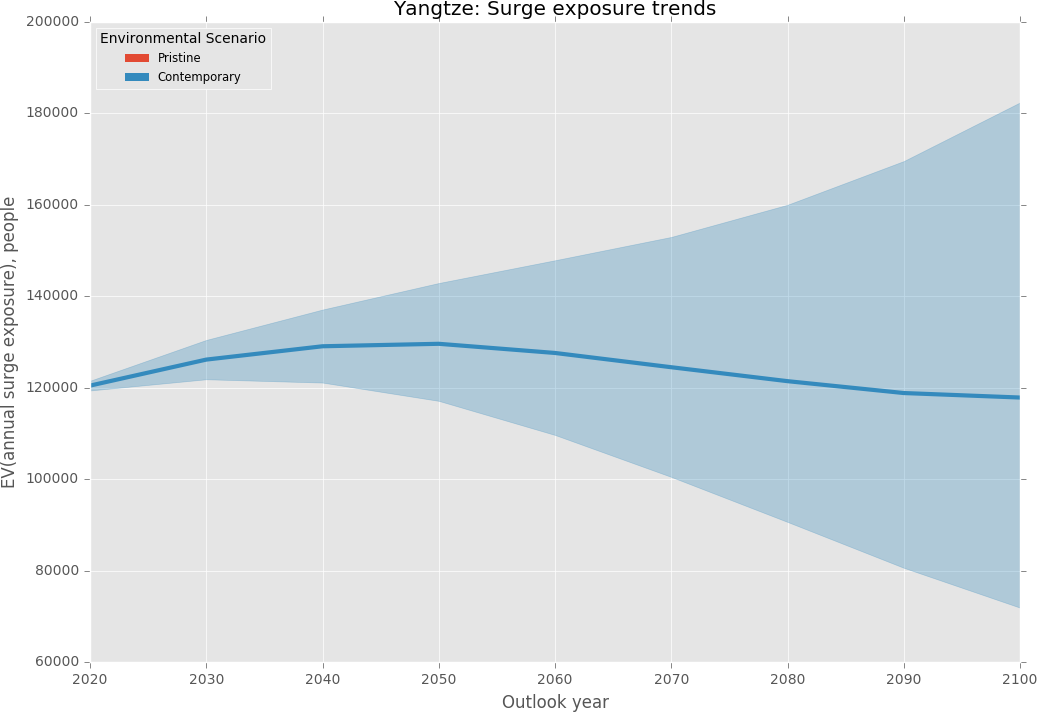 Yangtze: Surge exposure trends
200000
180000
160000
140000
120000
100000
80000
60000
EV(annual surge exposure), people
Environmental Scenario
Pristine
Contemporary
2020 2030 2040 2050 2060 2070 2080 2090 2100
Outlook year